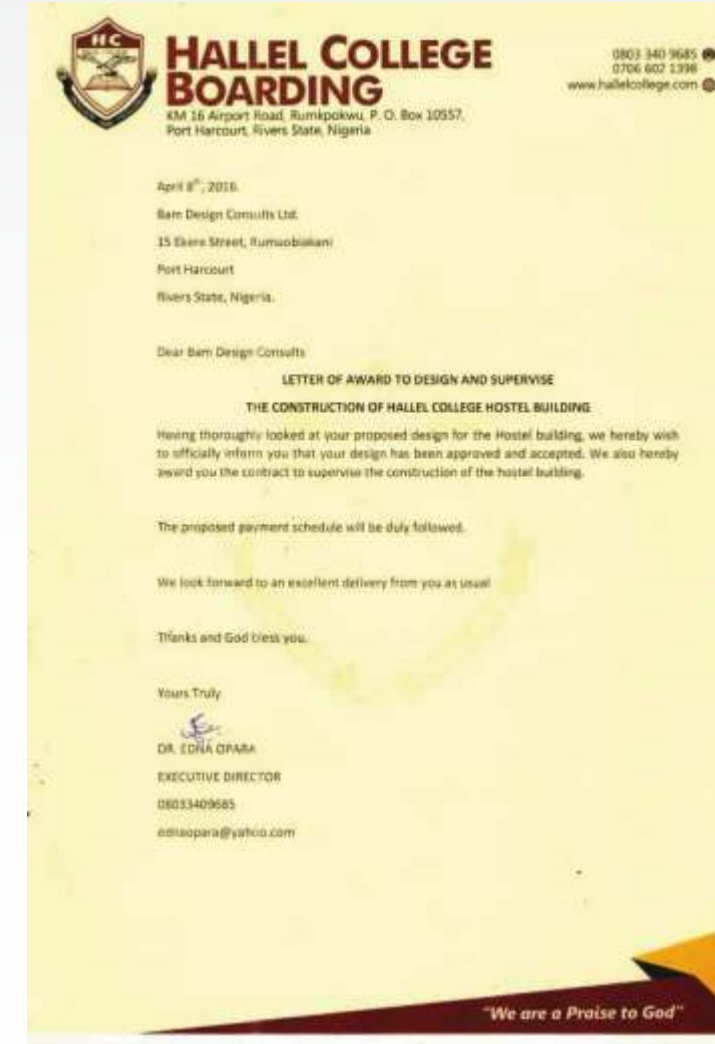 HC
HALLEL COLLEGE
BOARDING
KM 16 Airport Road, Rumkpokwu, P. O. Box 10557,
Port Harcourt, Rivers State, Nigeria
0803 340 9685
0706 602 1398
www.hallelcollege.com
April 8th, 2016.
Bam Design Consults Ltd.
15 Ekere Street, Rumuobiakani
Port Harcourt
Rivers State, Nigeria.
Dear Bam Design Consults
LETTER OF AWARD TO DESIGN AND SUPERVISE
THE CONSTRUCTION OF HALLEL COLLEGE HOSTEL BUILDING
Having thoroughly looked at your proposed design for the Hostel building, we hereby wish
to officially inform you that your design has been approved and accepted. We also hereby
award you the contract to supervise the construction of the hostel building.
The proposed payment schedule will be duly followed.
We look forward to an excellent delivery from you as usual
Thanks and God bless you.
Yours Truly
DR. EDNA OPARA
EXECUTIVE DIRECTOR
08033409685
ednaopara@yahoo.com
"We are a Praise to God"